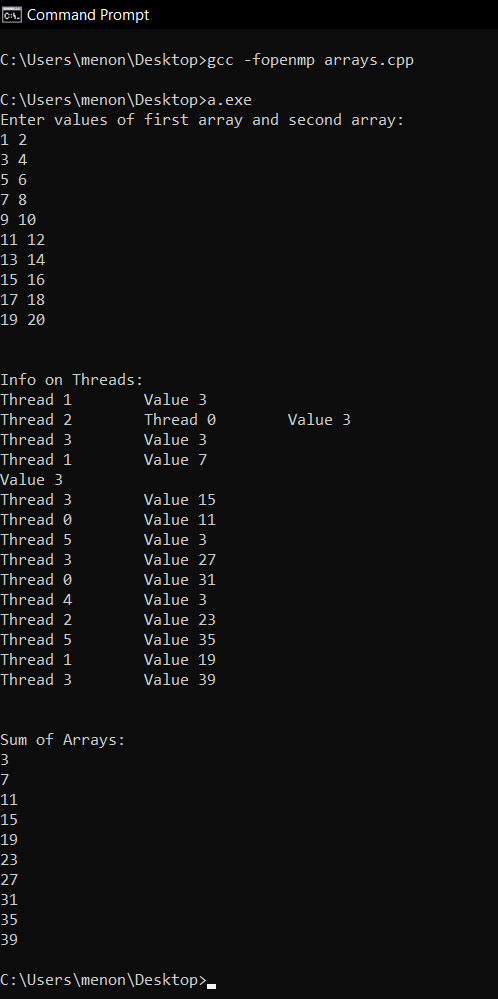 Command Prompt
C:\Users\menon\Desktop>gcc -fopenmp arrays.cpp
C:\Users\menon\Desktop>a.exe
Enter values of first array and second array:
1 2
3 4
5 6
7 8
9 10
11 12
13 14
15 16
17 18
19 20
Info on Threads:
Thread 1 Value 3
Thread 2 Thread 0 Value 3
Thread 3 Value 3
Thread 1 Value 7
Value 3
Thread 3 Value 15
Thread 0 Value 11
Thread 5 Value 3
Thread 3 Value 27
Thread 0 Value 31
Thread 4 Value 3
Thread 2 Value 23
Thread 5 Value 35
Thread 1 Value 19
Thread 3 Value 39
Sum of Arrays:
3
7
11
15
19
23
27
31
35
39
C:\Users\menon\Desktop>